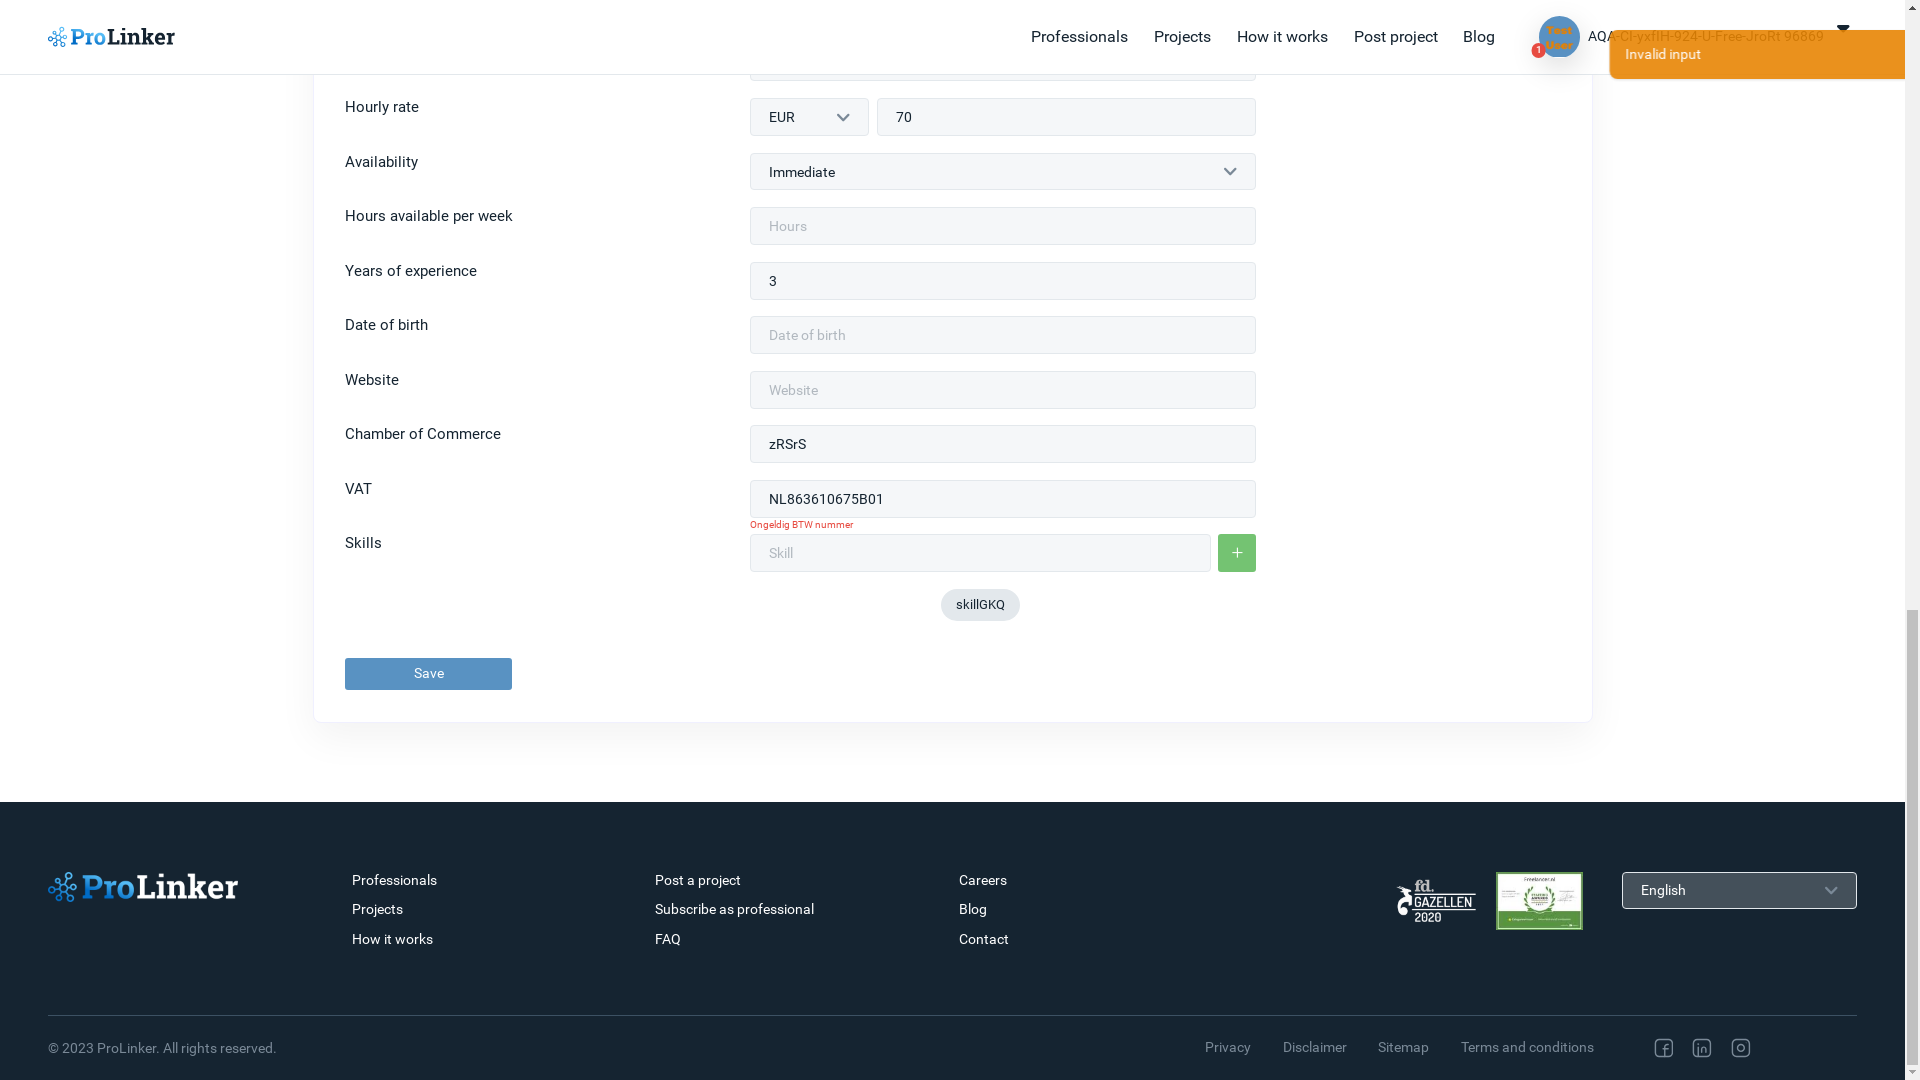 ProLinker
Professionals
Projects
How it works
Post project
Blog
Test
User
1
AQA-CI-yxflH-924-U-Free-JroRt 96869
Invalid input
Hourly rate
EUR
70
Availability
Immediate
Hours available per week
Hours
Years of experience
3
Date of birth
Date of birth
Website
Website
Chamber of Commerce
zRSrS
VAT
NL863610675B01
Ongeldig BTW nummer
Skills
Skill
+
skillGKQ
Save
ProLinker
Professionals
Projects
How it works
Post a project
Subscribe as professional
FAQ
Careers
Blog
Contact
fd.
GAZELLEN
2020
Freelancer.nl
English
© 2023 ProLinker. All rights reserved.
Privacy
Disclaimer
Sitemap
Terms and conditions